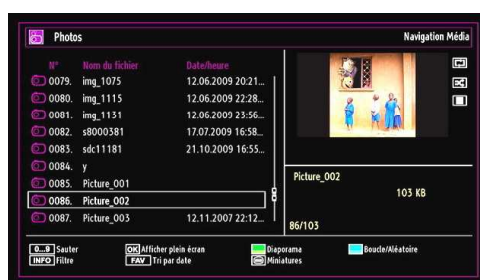 Photos
Navigation Média
N° Nom du fichier Date/heure
0079. img_1075 12.06.2009 20:21...
0080. img_1115 12.06.2009 22:28...
0081. img_1131 12.06.2009 23:56...
0082. s8000381 17.07.2009 16:58...
0083. sdc11181 21.10.2009 16:55...
0084. y
0085. Picture_001
0086. Picture_002
0087. Picture_003 12.11.2007 22:12...
Picture_002
103 KB
86/103
0...9 Sauter OK Afficher plein écran Diaporama Boucle/Aléatoire
INFO Filtre FAV Tri par date Miniatures